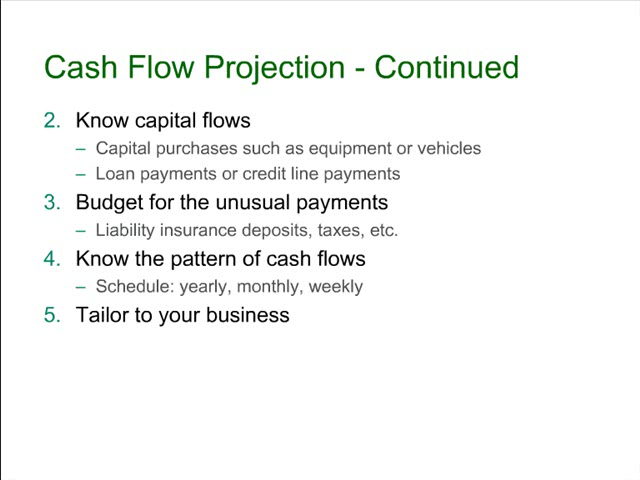 Cash Flow Projection - Continued
2. Know capital flows
– Capital purchases such as equipment or vehicles
– Loan payments or credit line payments
3. Budget for the unusual payments
– Liability insurance deposits, taxes, etc.
4. Know the pattern of cash flows
– Schedule: yearly, monthly, weekly
5. Tailor to your business